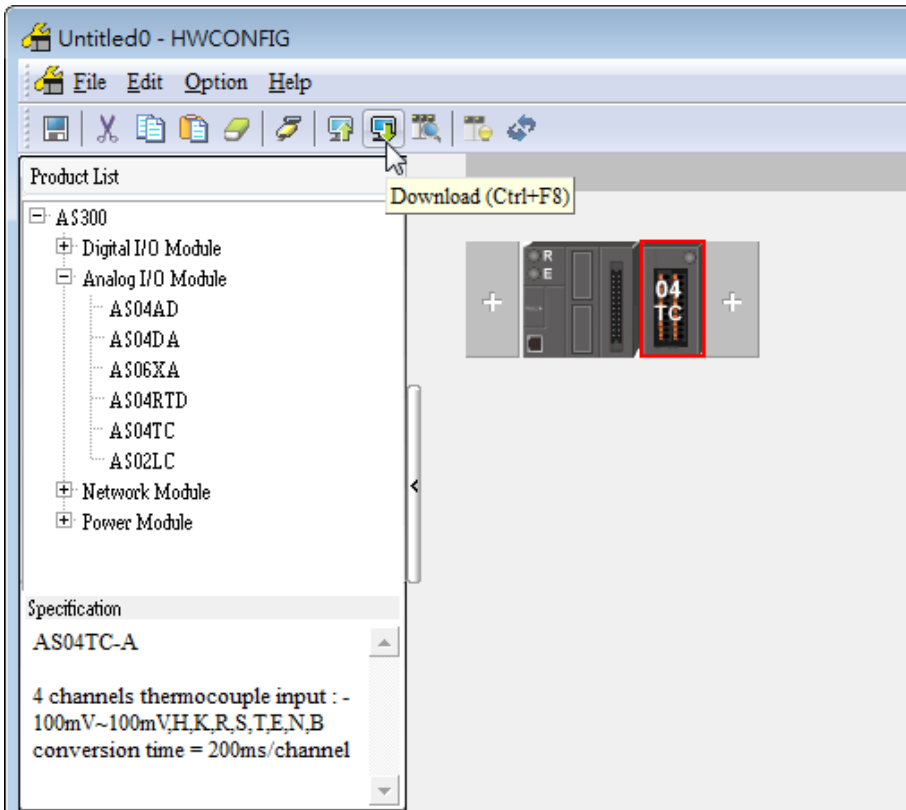 Untitled0 - HWCONFIG
File Edit Option Help
Product List
Download (Ctrl+F8)
AS300
Digital I/O Module
Analog I/O Module
AS04AD
AS04DA
AS06XA
AS04RTD
AS04TC
AS02LC
Network Module
Power Module
R
E
04
TC
Specification
AS04TC-A
4 channels thermocouple input : -
100mV~100mV,H,K,R,S,T,E,N,B
conversion time = 200ms/channel